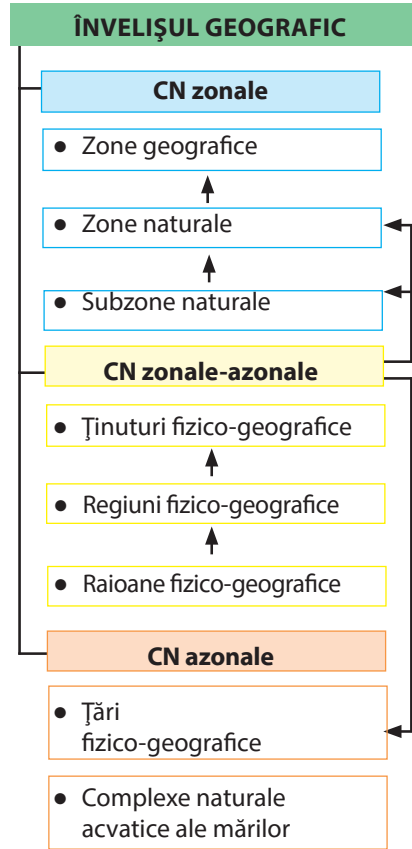 ÎNVELIŞUL GEOGRAFIC
CN zonale
● Zone geografice
● Zone naturale
● Subzone naturale
CN zonale-azonale
● Ţinuturi fizico-geografice
● Regiuni fizico-geografice
● Raioane fizico-geografice
CN azonale
● Ţări
fizico-geografice
● Complexe naturale
acvatice ale mărilor